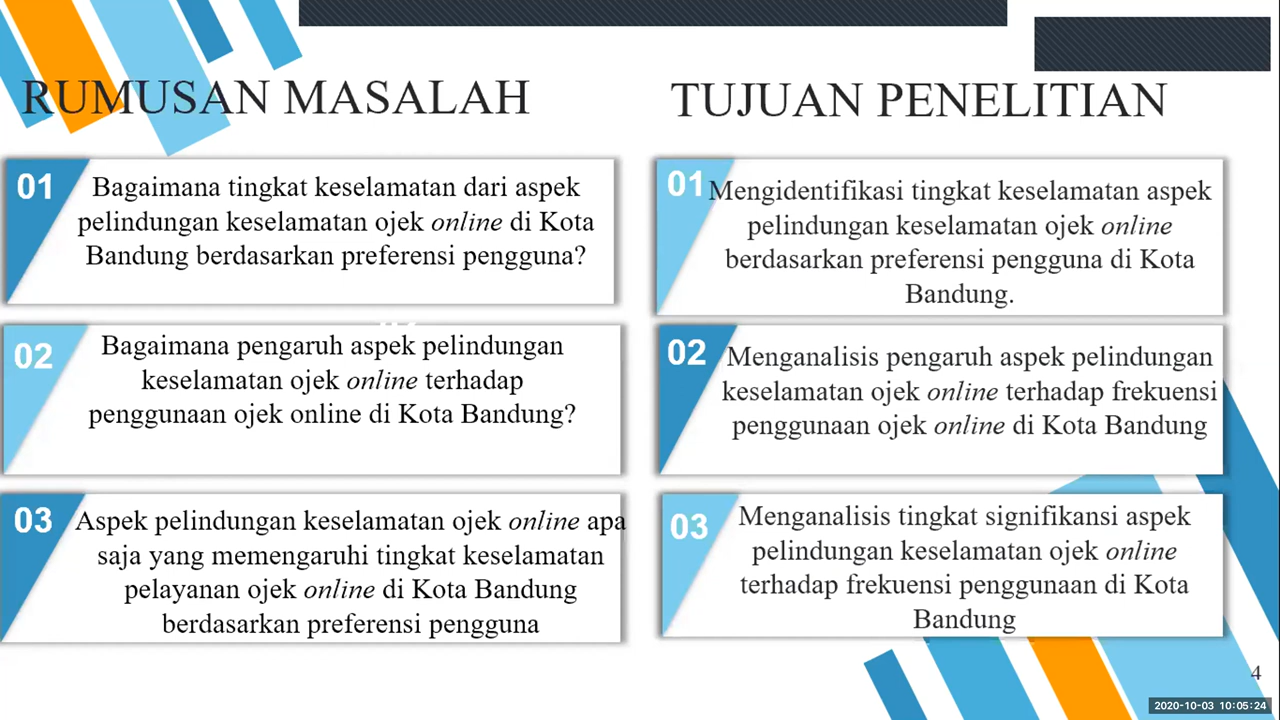 RUMUSAN MASALAH
01
Bagaimana tingkat keselamatan dari aspek
pelindungan keselamatan ojek online di Kota
Bandung berdasarkan preferensi pengguna?
02
Bagaimana pengaruh aspek pelindungan
keselamatan ojek online terhadap
penggunaan ojek online di Kota Bandung?
03
Aspek pelindungan keselamatan ojek online apa
saja yang memengaruhi tingkat keselamatan
pelayanan ojek online di Kota Bandung
berdasarkan preferensi pengguna
TUJUAN PENELITIAN
01
Mengidentifikasi tingkat keselamatan aspek
pelindungan keselamatan ojek online
berdasarkan preferensi pengguna di Kota
Bandung.
02
Menganalisis pengaruh aspek pelindungan
keselamatan ojek online terhadap frekuensi
penggunaan ojek online di Kota Bandung
03
Menganalisis tingkat signifikansi aspek
pelindungan keselamatan ojek online
terhadap frekuensi penggunaan di Kota
Bandung
4
2020-10-03 10:05:24